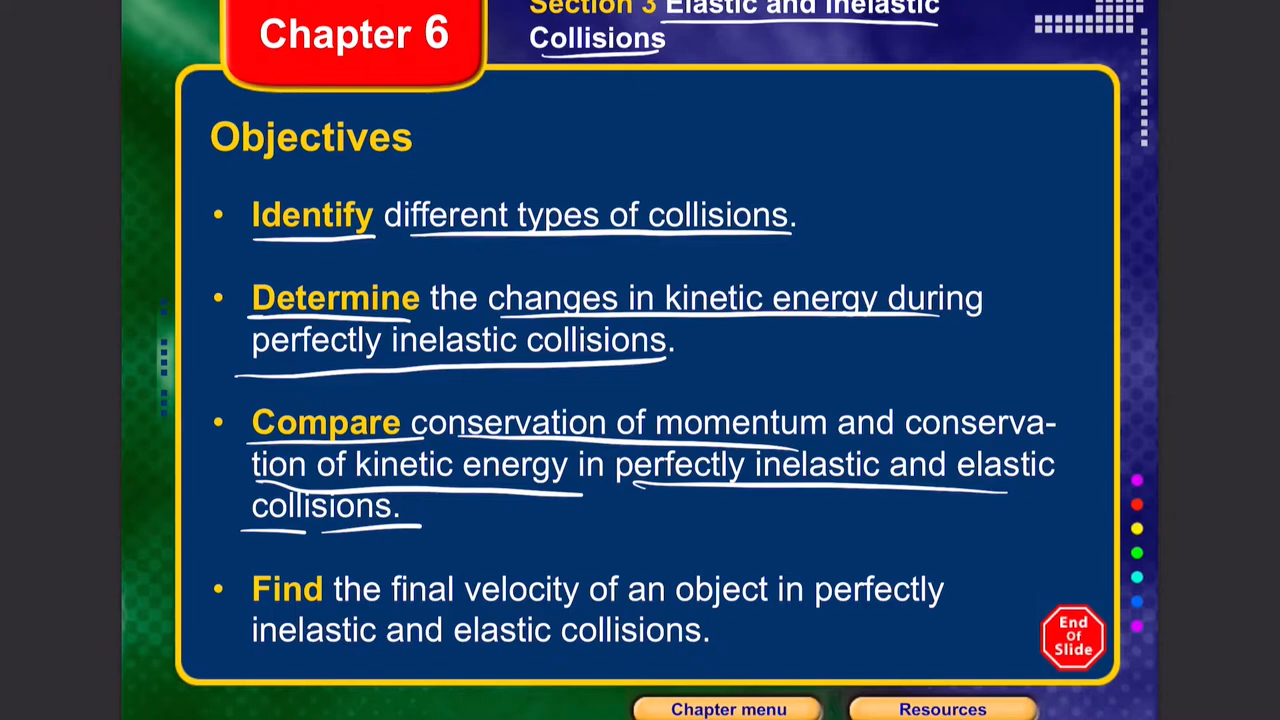 Section 3 Elastic and Inelastic
Collisions
Chapter 6
Objectives
• Identify different types of collisions.
• Determine the changes in kinetic energy during
perfectly inelastic collisions.
• Compare conservation of momentum and conserva-
tion of kinetic energy in perfectly inelastic and elastic
collisions.
• Find the final velocity of an object in perfectly
inelastic and elastic collisions.
End
Of
Slide
Chapter menu
Resources